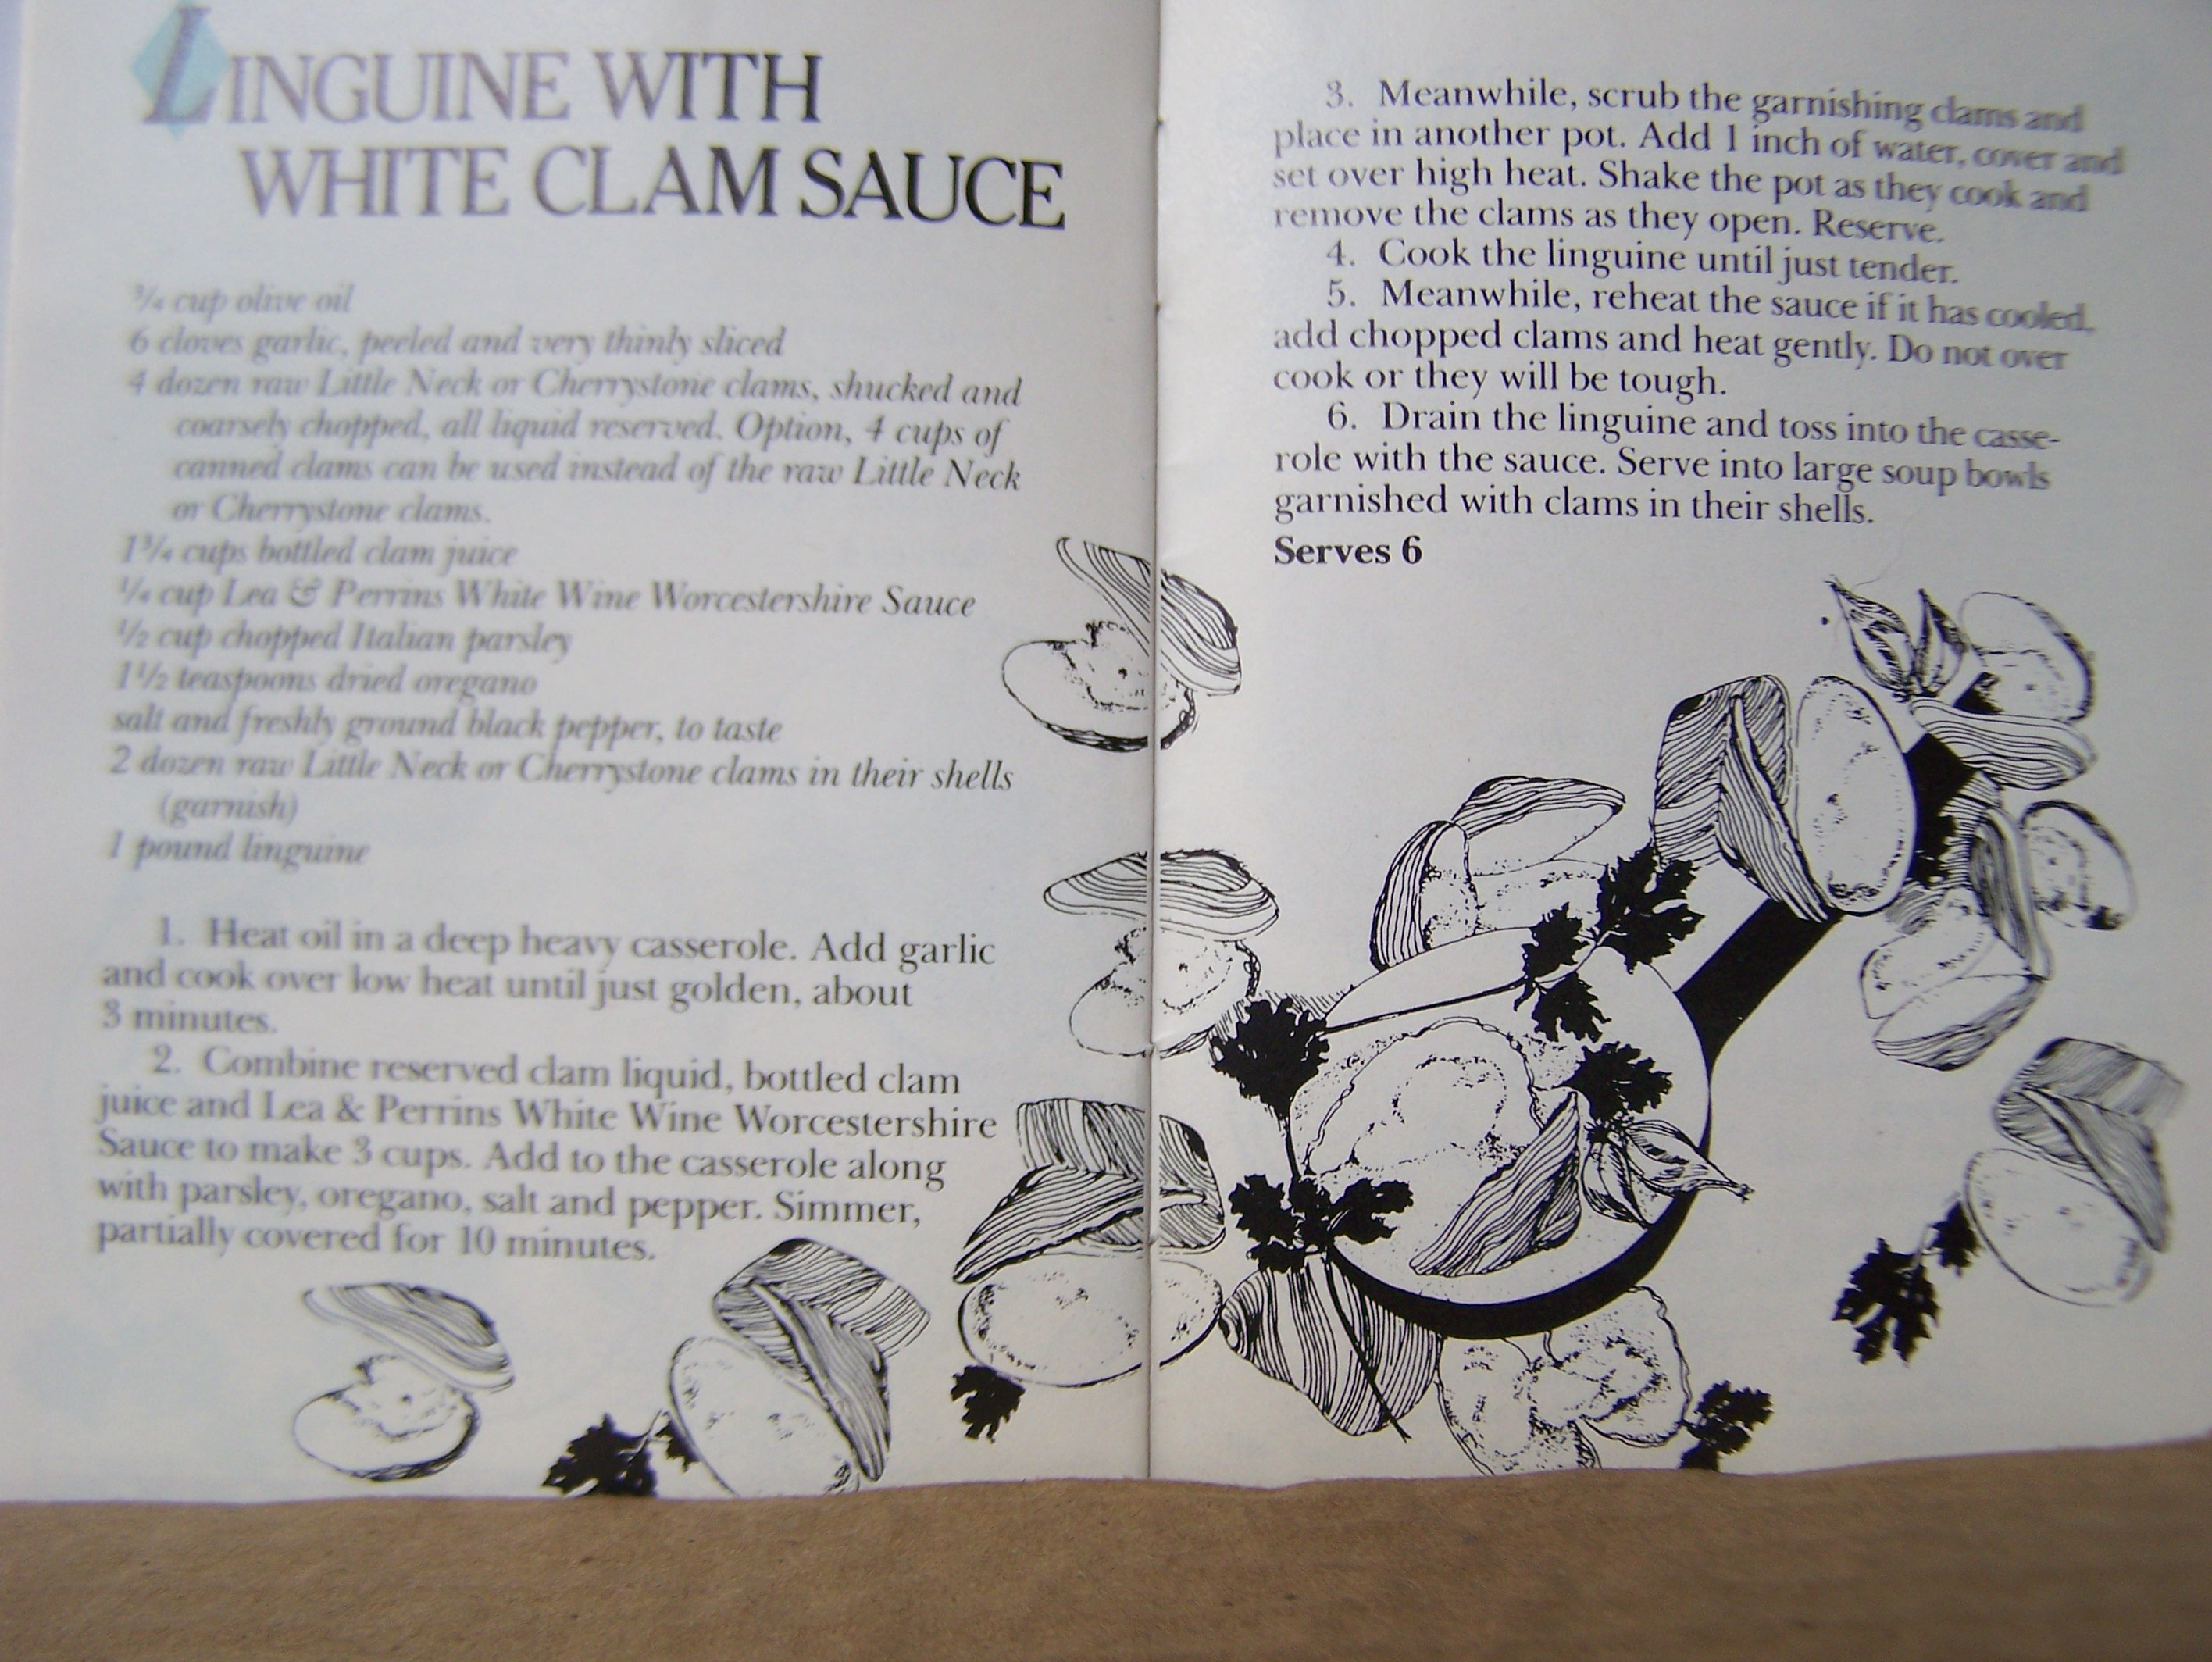 LINGUINE WITH
WHITE CLAM SAUCE
3/4 cup olive oil
6 cloves garlic, peeled and very thinly sliced
4 dozen raw Little Neck or Cherrystone clams, shucked and
coarsely chopped, all liquid reserved. Option, 4 cups of
canned clams can be used instead of the raw Little Neck
or Cherrystone clams.
1 3/4 cups bottled clam juice
1/4 cup Lea & Perrins White Wine Worcestershire Sauce
1/2 cup chopped Italian parsley
1 1/2 teaspoons dried oregano
salt and freshly ground black pepper, to taste
2 dozen raw Little Neck or Cherrystone clams in their shells
(garnish)
1 pound linguine
1. Heat oil in a deep heavy casserole. Add garlic
and cook over low heat until just golden, about
3 minutes.
2. Combine reserved clam liquid, bottled clam
juice and Lea & Perrins White Wine Worcestershire
Sauce to make 3 cups. Add to the casserole along
with parsley, oregano, salt and pepper. Simmer,
partially covered for 10 minutes.
3. Meanwhile, scrub the garnishing clams and
place in another pot. Add 1 inch of water, cover and
set over high heat. Shake the pot as they cook and
remove the clams as they open. Reserve.
4. Cook the linguine until just tender.
5. Meanwhile, reheat the sauce if it has cooled,
add chopped clams and heat gently. Do not over
cook or they will be tough.
6. Drain the linguine and toss into the casse-
role with the sauce. Serve into large soup bowls
garnished with clams in their shells.
Serves 6